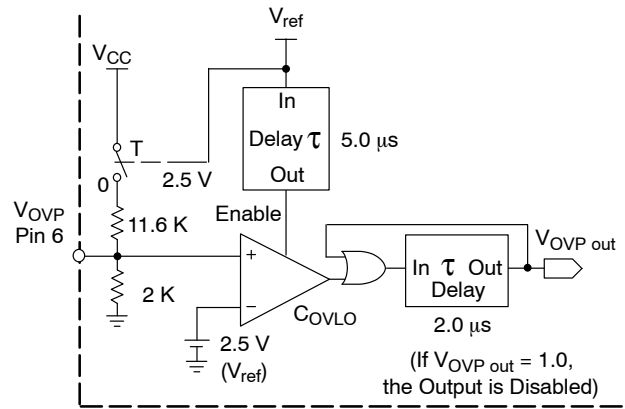 Vref
VCC
In
T
Delay τ
5.0 μs
Out
0
2.5 V
VOVP
Pin 6
11.6 K
Enable
+
VOVP out
In τ Out
Delay
2 K
–
COVLO
2.0 μs
2.5 V
(Vref)
(If VOVP out = 1.0,
the Output is Disabled)